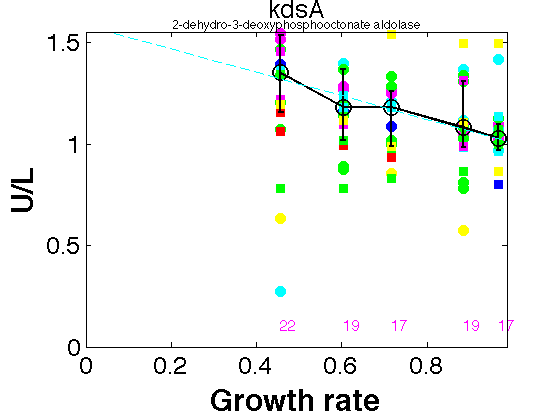 kdsA
2-dehydro-3-deoxyphosphooctonate aldolase
1.5
1
0.5
0
U/L
22 19 17 19 17
0 0.2 0.4 0.6 0.8
Growth rate